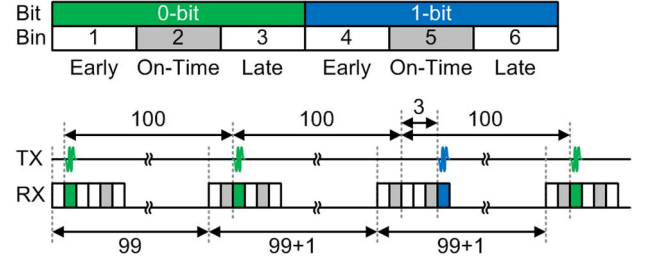 Bit 0-bit 1-bit
Bin 1 2 3 4 5 6
Early On-Time Late Early On-Time Late
3
100 100 100
TX
RX
99 99+1 99+1